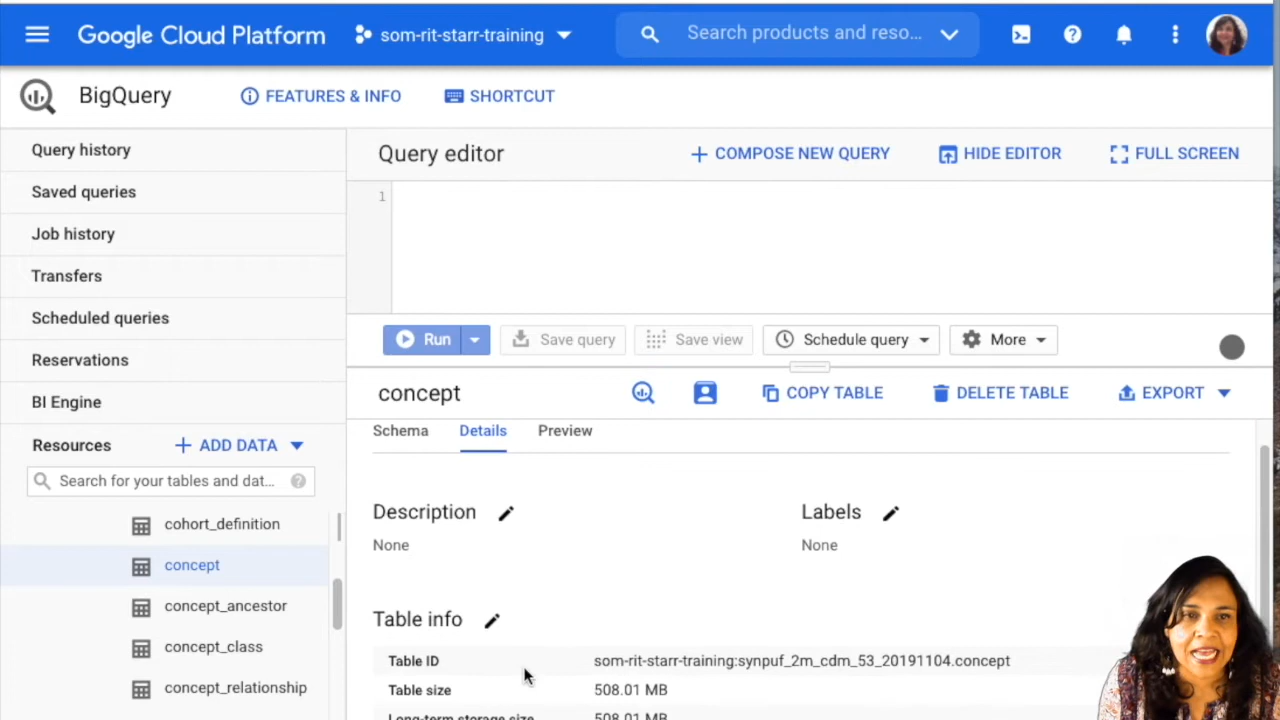 Google Cloud Platform
som-rit-starr-training
Search products and reso...
BigQuery
FEATURES & INFO
SHORTCUT
Query history
Saved queries
Job history
Transfers
Scheduled queries
Reservations
BI Engine
Resources
ADD DATA
Search for your tables and dat...
cohort_definition
concept
concept_ancestor
concept_class
concept_relationship
Query editor
COMPOSE NEW QUERY
HIDE EDITOR
FULL SCREEN
1
Run
Save query
Save view
Schedule query
More
concept
COPY TABLE
DELETE TABLE
EXPORT
Schema
Details
Preview
Description
None
Labels
None
Table info
Table ID som-rit-starr-training:synpuf_2m_cdm_53_20191104.concept
Table size 508.01 MB
Long-term storage size 508.01 MB